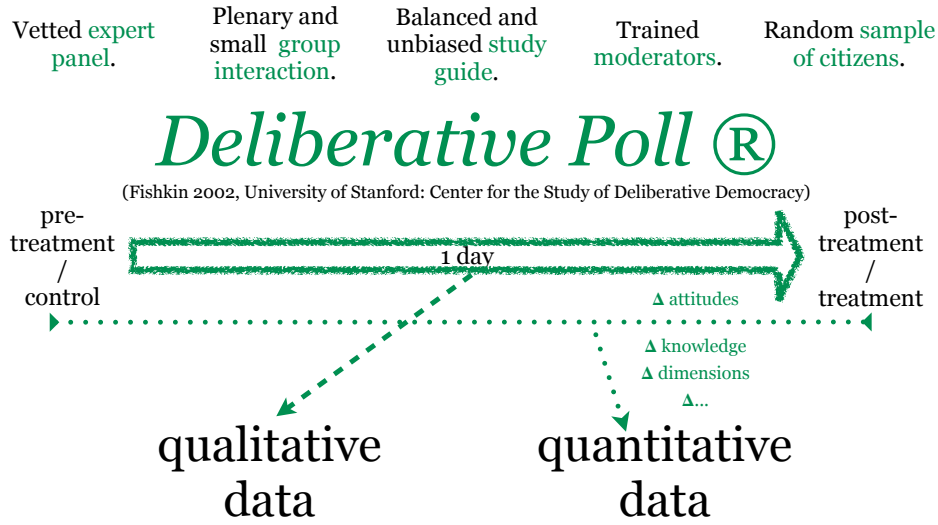 Vetted expert
panel.
Plenary and
small group
interaction.
Balanced and
unbiased study
guide.
Trained
moderators.
Random sample
of citizens.
Deliberative Poll ®
(Fishkin 2002, University of Stanford: Center for the Study of Deliberative Democracy)
pre-
treatment
/
control
1 day
post-
treatment
/
treatment
Δ attitudes
Δ knowledge
Δ dimensions
Δ...
qualitative
data
quantitative
data